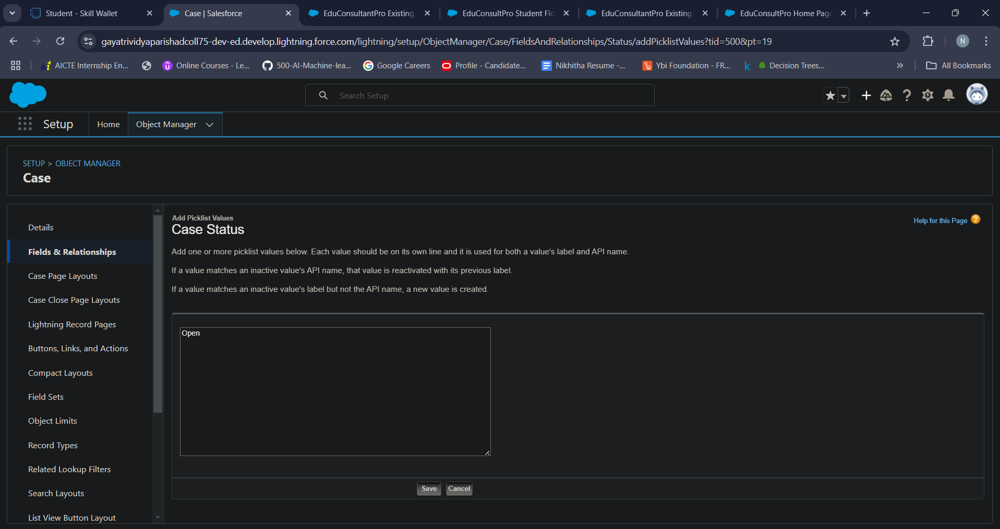 Student - Skill Wallet
Case | Salesforce
EduConsultantPro Existing
EduConsultPro Student Flo
EduConsultantPro Existing
EduConsultPro Home Page
gayatrividyaparishadcoll75-dev-ed.develop.lightning.force.com/lightning/setup/ObjectManager/Case/FieldsAndRelationships/Status/addPicklistValues?tid=500&pt=19
N
AICTE Internship En...
Online Courses - Le...
500-AI-Machine-lea...
Google Careers
Profile - Candidate...
Nikhitha Resume -...
Ybi Foundation - FR...
k
Decision Trees...
All Bookmarks
Search Setup
Setup
Home
Object Manager
SETUP > OBJECT MANAGER
Case
Details
Fields & Relationships
Case Page Layouts
Case Close Page Layouts
Lightning Record Pages
Buttons, Links, and Actions
Compact Layouts
Field Sets
Object Limits
Record Types
Related Lookup Filters
Search Layouts
List View Button Layout
Add Picklist Values
Case Status
Help for this Page ?
Add one or more picklist values below. Each value should be on its own line and it is used for both a value's label and API name.
If a value matches an inactive value's API name, that value is reactivated with its previous label.
If a value matches an inactive value's label but not the API name, a new value is created.
Open
Save
Cancel